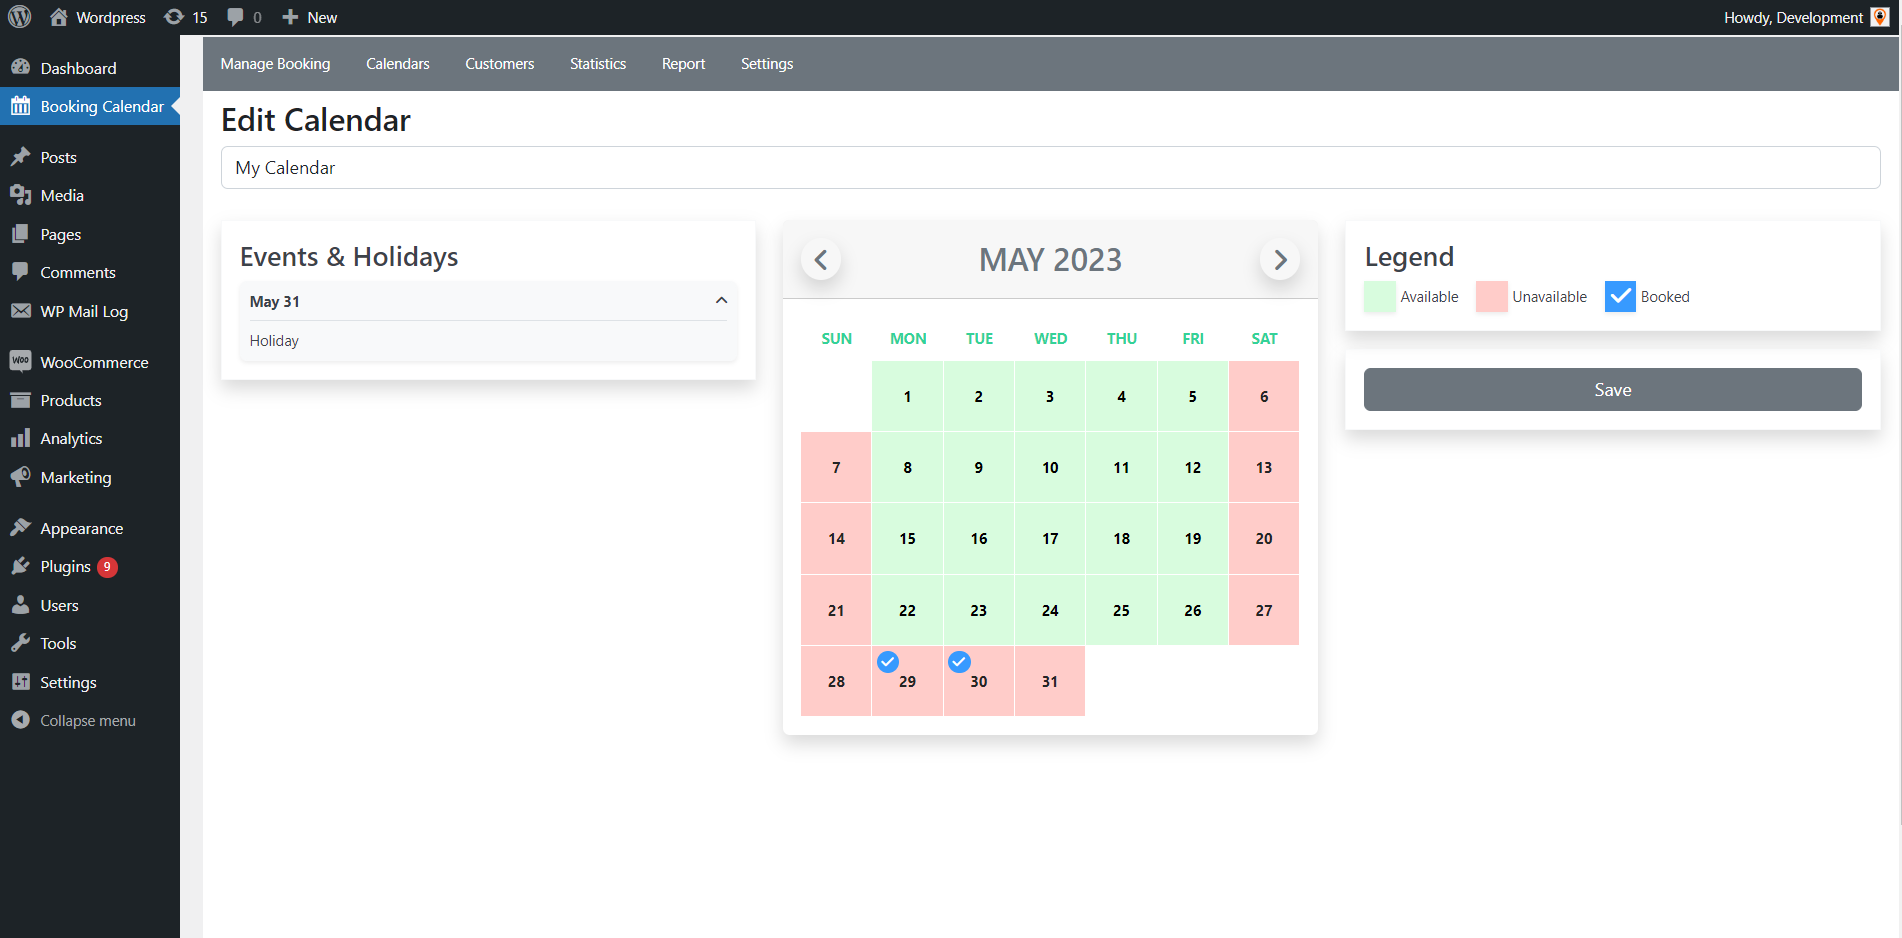 Wordpress 15 0 New Howdy, Development
Dashboard
Booking Calendar
Posts
Media
Pages
Comments
WP Mail Log
WooCommerce
Products
Analytics
Marketing
Appearance
Plugins 9
Users
Tools
Settings
Collapse menu
Manage Booking Calendars Customers Statistics Report Settings
Edit Calendar
My Calendar
Events & Holidays
May 31
Holiday
MAY 2023
SUN MON TUE WED THU FRI SAT
1 2 3 4 5 6
7 8 9 10 11 12 13
14 15 16 17 18 19 20
21 22 23 24 25 26 27
28 29 30 31
Legend
Available Unavailable Booked
Save